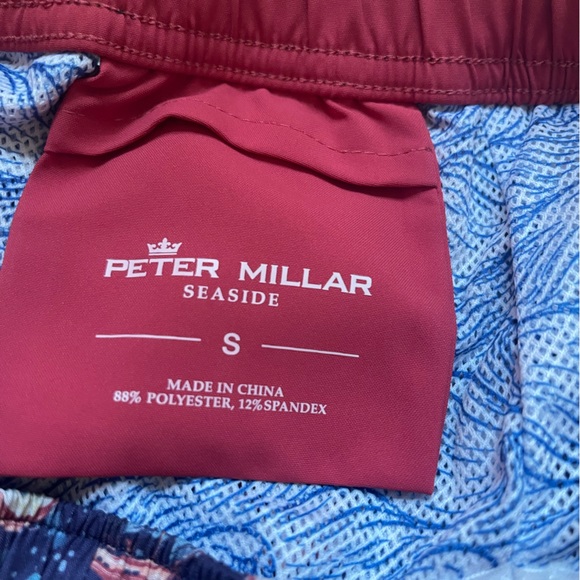 PETER MILLAR
SEASIDE
S
MADE IN CHINA
88% POLYESTER, 12%SPANDEX